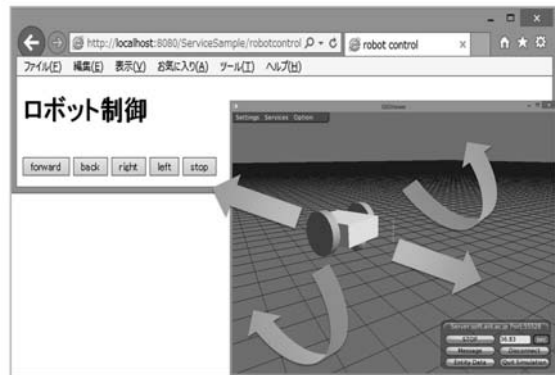 http://localhost:8080/ServiceSample/robotcontrol
robot control
ファイル(F) 編集(E) 表示(V) お気に入り(A) ツール(T) ヘルプ(H)
ロボット制御
forward back right left stop
SIGViewer
Settings Services Option
STOP
Message Disconnect
Entity Data Quit Simulation